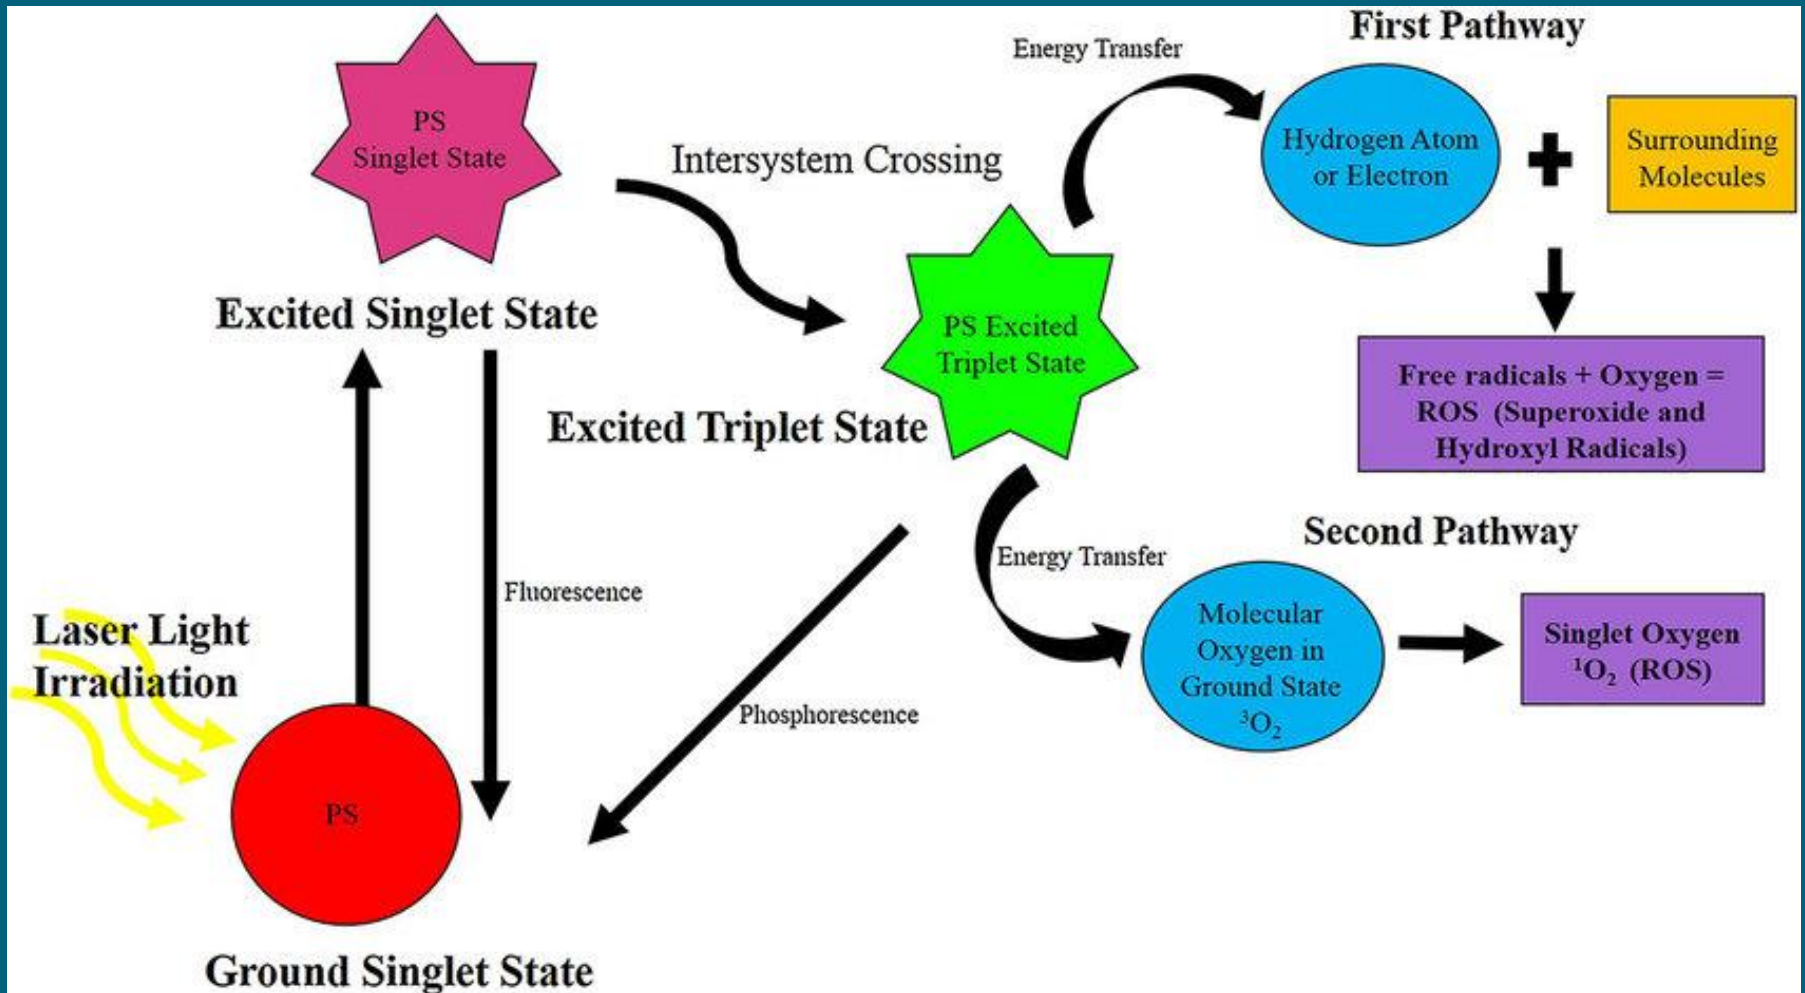 First Pathway
Energy Transfer
PS
Singlet State
Intersystem Crossing
Hydrogen Atom
or Electron
Surrounding
Molecules
Excited Singlet State
PS Excited
Triplet State
Excited Triplet State
Free radicals + Oxygen =
ROS (Superoxide and
Hydroxyl Radicals)
Second Pathway
Energy Transfer
Fluorescence
Laser Light
Irradiation
Molecular
Oxygen in
Ground State
³O₂
Singlet Oxygen
¹O₂ (ROS)
Phosphorescence
PS
Ground Singlet State